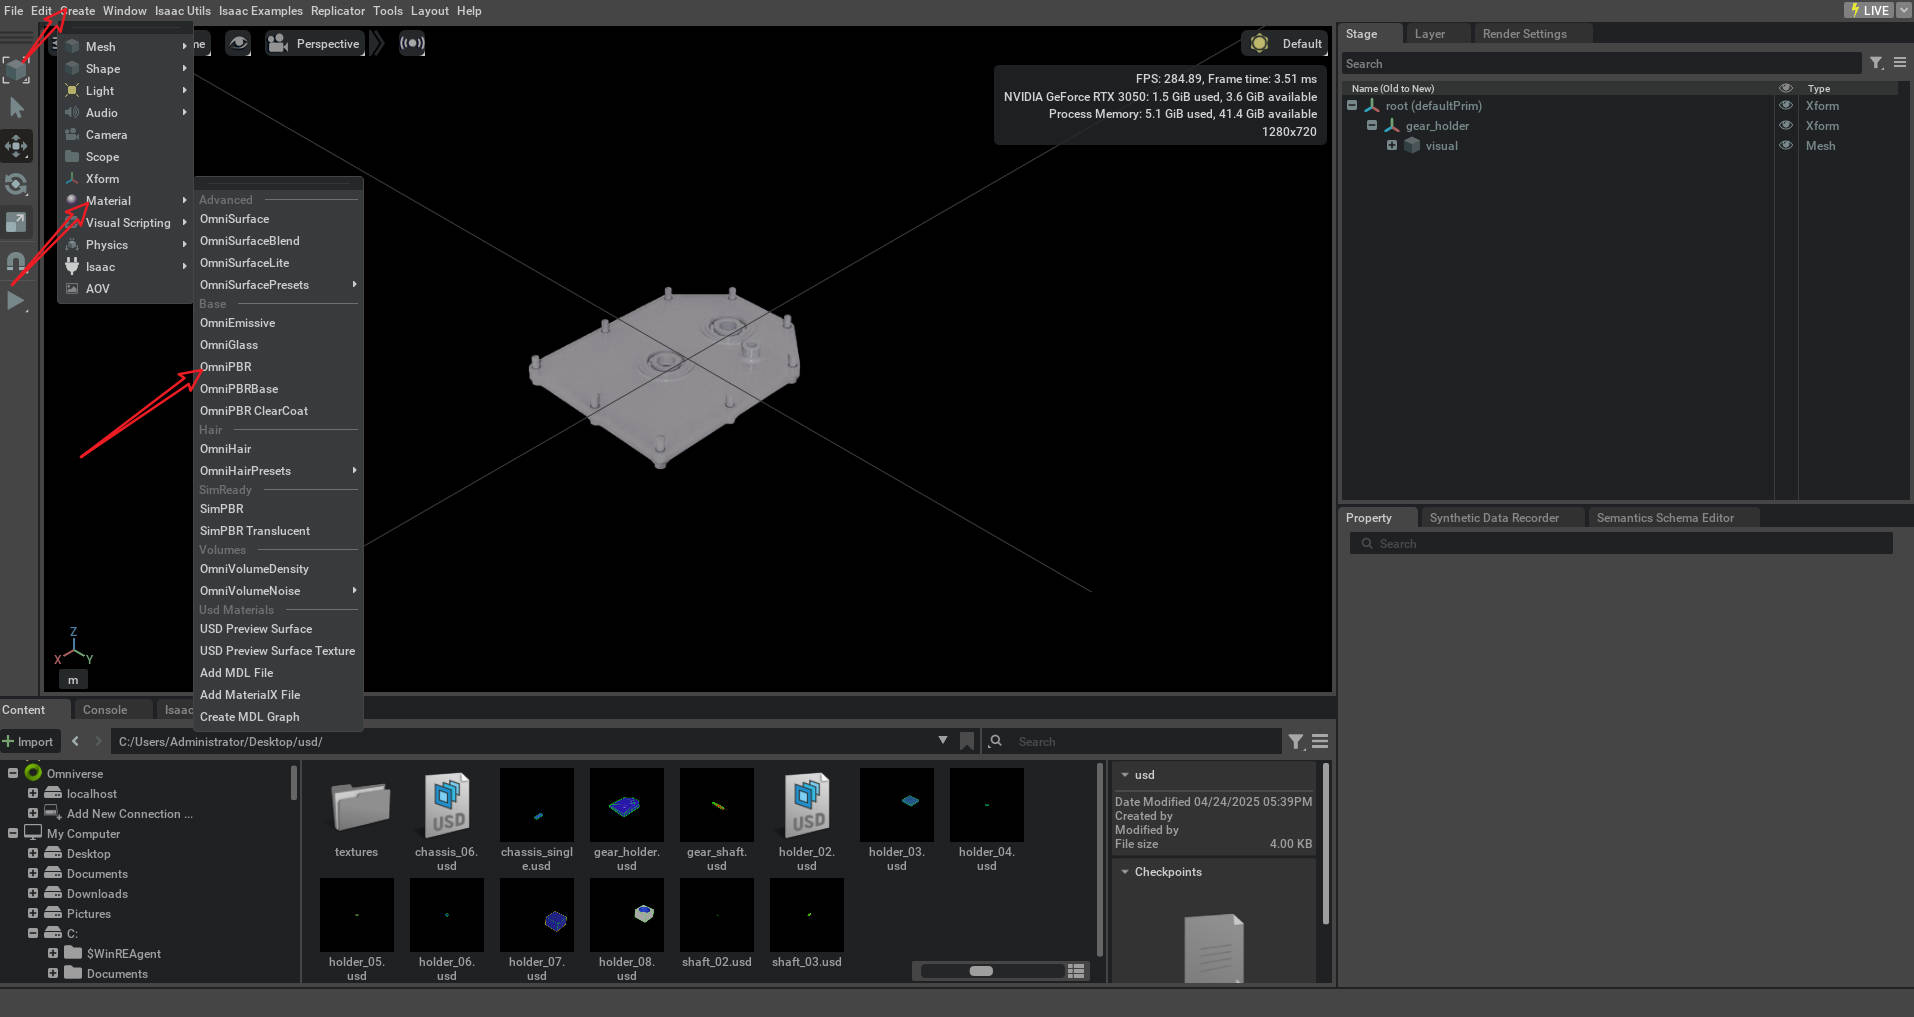 File Edit Create Window Isaac Utils Isaac Examples Replicator Tools Layout Help
LIVE
Mesh
Shape
Light
Audio
Camera
Scope
Xform
Material
Visual Scripting
Physics
Isaac
AOV
Advanced
OmniSurface
OmniSurfaceBlend
OmniSurfaceLite
OmniSurfacePresets
Base
OmniEmissive
OmniGlass
OmniPBR
OmniPBRBase
OmniPBR ClearCoat
Hair
OmniHair
OmniHairPresets
SimReady
SimPBR
SimPBR Translucent
Volumes
OmniVolumeDensity
OmniVolumeNoise
Usd Materials
USD Preview Surface
USD Preview Surface Texture
Add MDL File
Add MaterialX File
Create MDL Graph
Perspective
Default
FPS: 284.89, Frame time: 3.51 ms
NVIDIA GeForce RTX 3050: 1.5 GiB used, 3.6 GiB available
Process Memory: 5.1 GiB used, 41.4 GiB available
1280x720
Z
X Y
m
Stage Layer Render Settings
Search
Name (Old to New) Type
root (defaultPrim) Xform
gear_holder Xform
visual Mesh
Property Synthetic Data Recorder Semantics Schema Editor
Search
Content Console Isaac
Import C:/Users/Administrator/Desktop/usd/ Search
Omniverse
localhost
Add New Connection ...
My Computer
Desktop
Documents
Downloads
Pictures
C:
$WinREAgent
Documents
USD
USD
textures chassis_06. chassis_singl gear_holder. gear_shaft. holder_02. holder_03. holder_04.
usd e.usd usd usd usd usd usd
holder_05. holder_06. holder_07. holder_08. shaft_02.usd shaft_03.usd
usd usd usd usd
usd
Date Modified 04/24/2025 05:39PM
Created by
Modified by
File size 4.00 KB
Checkpoints